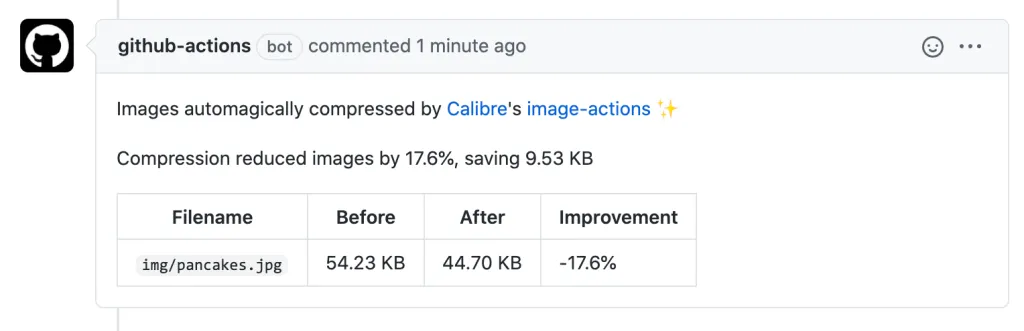 github-actions bot commented 1 minute ago
Images automagically compressed by Calibre's image-actions ✨
Compression reduced images by 17.6%, saving 9.53 KB
Filename Before After Improvement
img/pancakes.jpg 54.23 KB 44.70 KB -17.6%